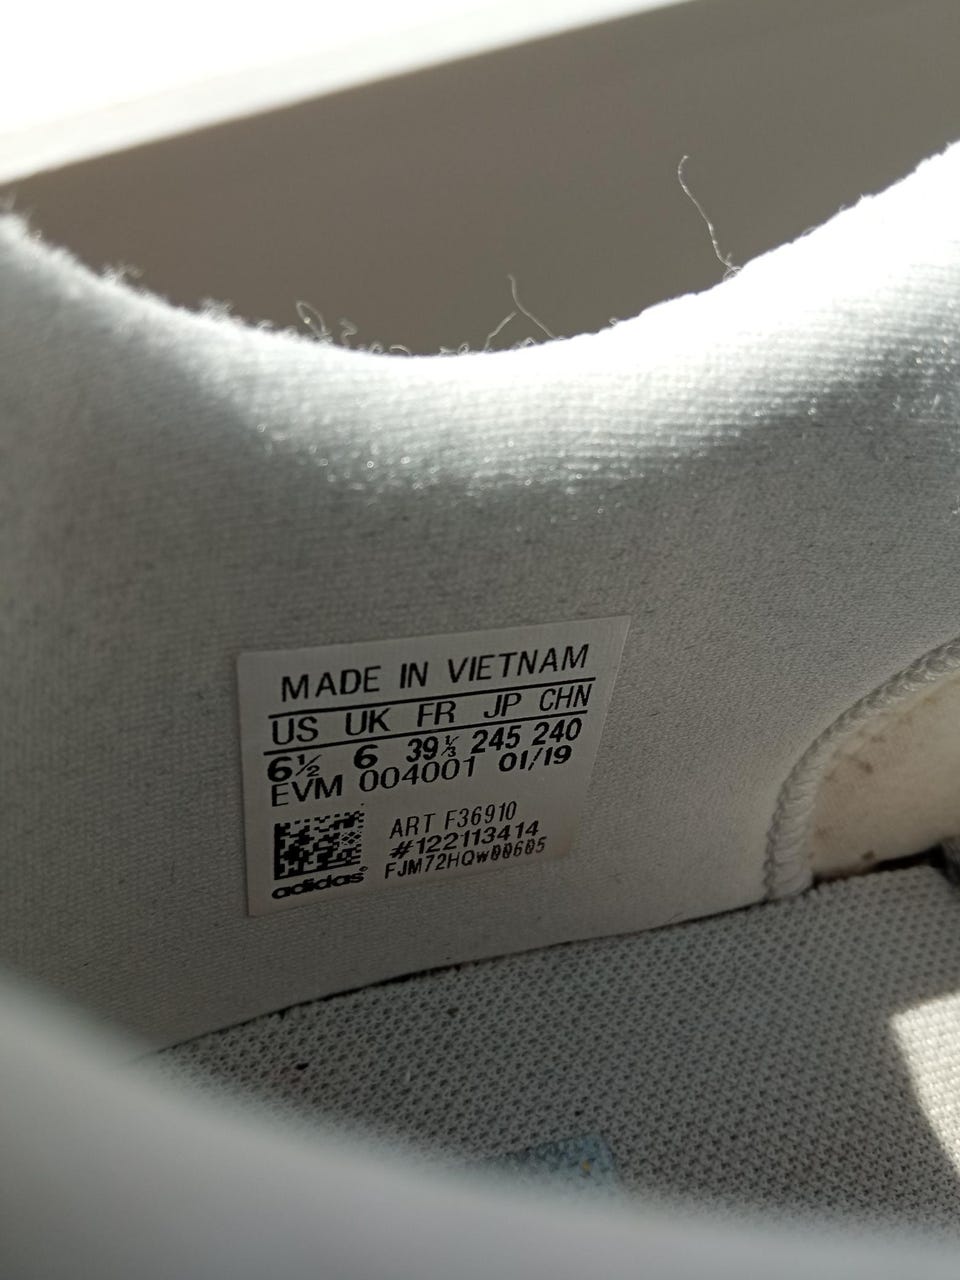 MADE IN VIETNAM
US UK FR JP CHN
6½ 6 39⅓ 245 240
EVM 004001 01/19
ART F36910
#122113414
FJM72HQW00605
adidas